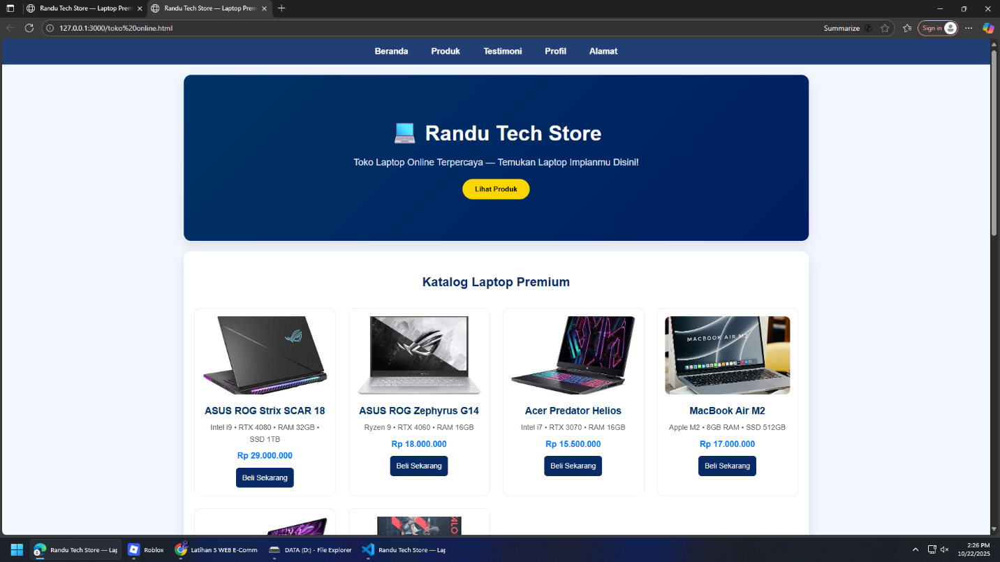 Randu Tech Store — Laptop Prem
Randu Tech Store — Laptop Prem
127.0.0.1:3000/toko%20online.html
Summarize
Sign in
Beranda
Produk
Testimoni
Profil
Alamat
Randu Tech Store
Toko Laptop Online Terpercaya — Temukan Laptop Impianmu Disini!
Lihat Produk
Katalog Laptop Premium
MACBOOK AIR M2
ASUS ROG Strix SCAR 18
Intel i9 • RTX 4080 • RAM 32GB •
SSD 1TB
Rp 29.000.000
Beli Sekarang
ASUS ROG Zephyrus G14
Ryzen 9 • RTX 4060 • RAM 16GB
Rp 18.000.000
Beli Sekarang
Acer Predator Helios
Intel i7 • RTX 3070 • RAM 16GB
Rp 15.500.000
Beli Sekarang
MacBook Air M2
Apple M2 • 8GB RAM • SSD 512GB
Rp 17.000.000
Beli Sekarang
Randu Tech Store — Lap
Roblox
Latihan 5 WEB E-Comm
DATA (D:) - File Explorer
Randu Tech Store — Lap
2:26 PM
10/22/2025